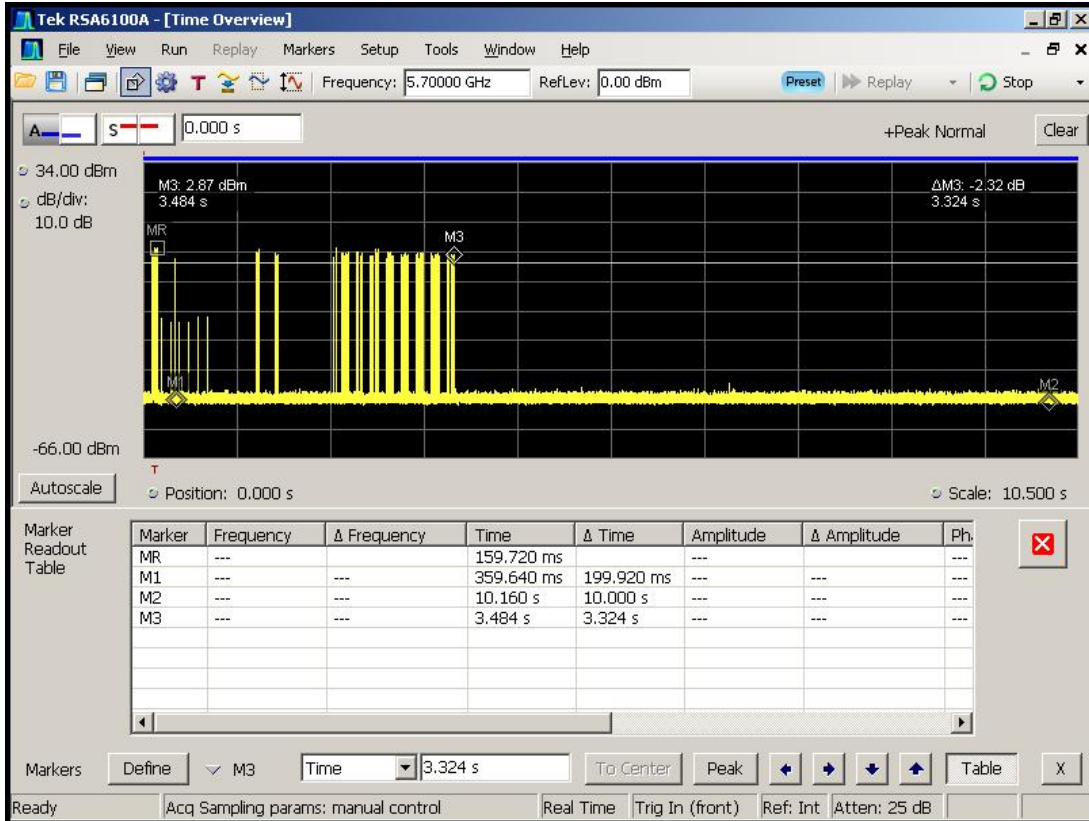 Tek RSA6100A - [Time Overview]
File View Run Replay Markers Setup Tools Window Help
T Frequency: 5.70000 GHz RefLev: 0.00 dBm Preset Replay Stop
A S 0.000 s +Peak Normal Clear
34.00 dBm
dB/div:
10.0 dB
M3: 2.87 dBm
3.484 s
ΔM3: -2.32 dB
3.324 s
MR
M3
M1
M2
-66.00 dBm
T
Autoscale Position: 0.000 s Scale: 10.500 s
Marker
Readout
Table
Marker Frequency Δ Frequency Time Δ Time Amplitude Δ Amplitude Ph
MR --- 159.720 ms --- ---
M1 --- --- 359.640 ms 199.920 ms --- --- ---
M2 --- --- 10.160 s 10.000 s --- --- ---
M3 --- --- 3.484 s 3.324 s --- --- ---
Markers Define M3 Time 3.324 s To Center Peak Table X
Ready Acq Sampling params: manual control Real Time Trig In (front) Ref: Int Atten: 25 dB